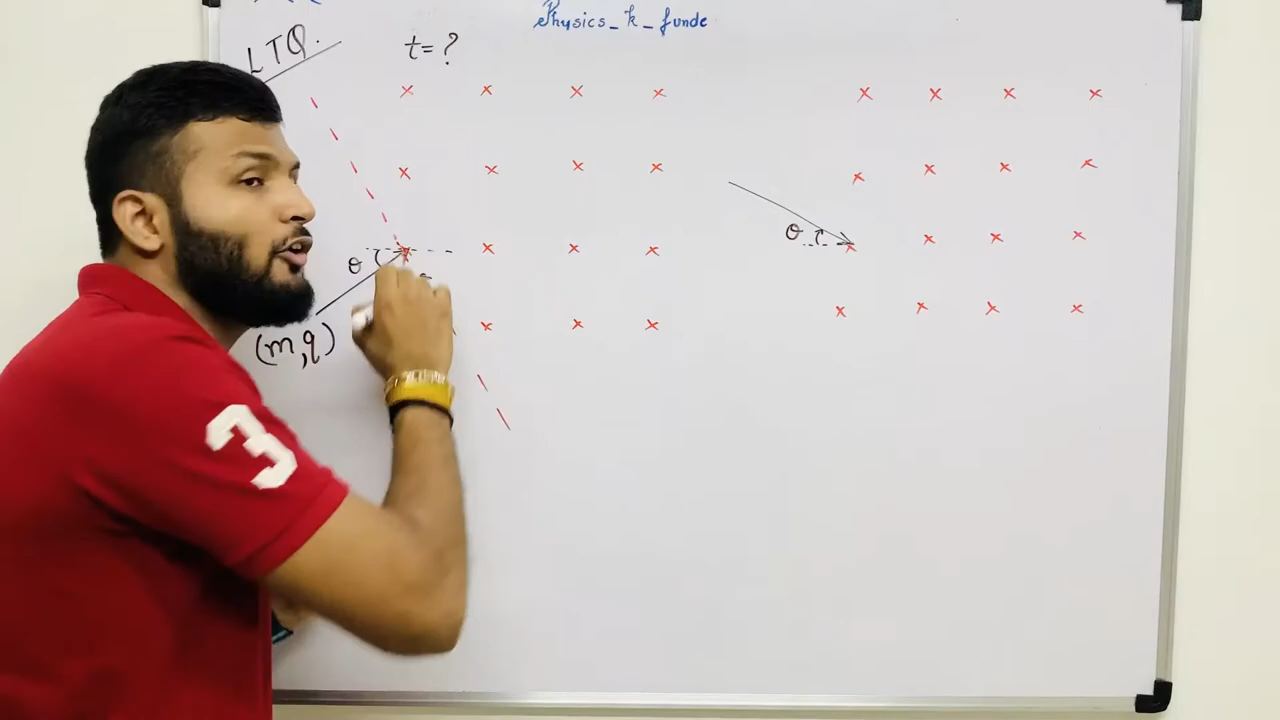 Physics_k_funde
LTQ.
t = ?
× × × ×
× × × ×
× × × ×
× × × ×
θ
(m,q)
× × × ×
× × × ×
θ × × × ×
× × × ×
3